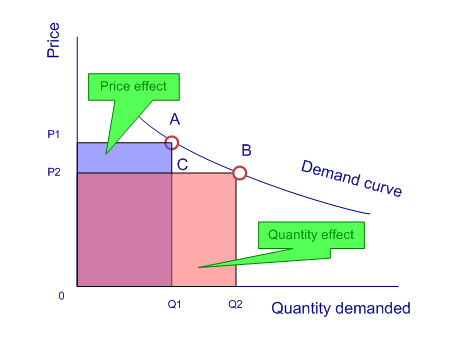 Price
Price effect
P1
A
B
P2
C
Demand curve
Quantity effect
0
Q1
Q2
Quantity demanded